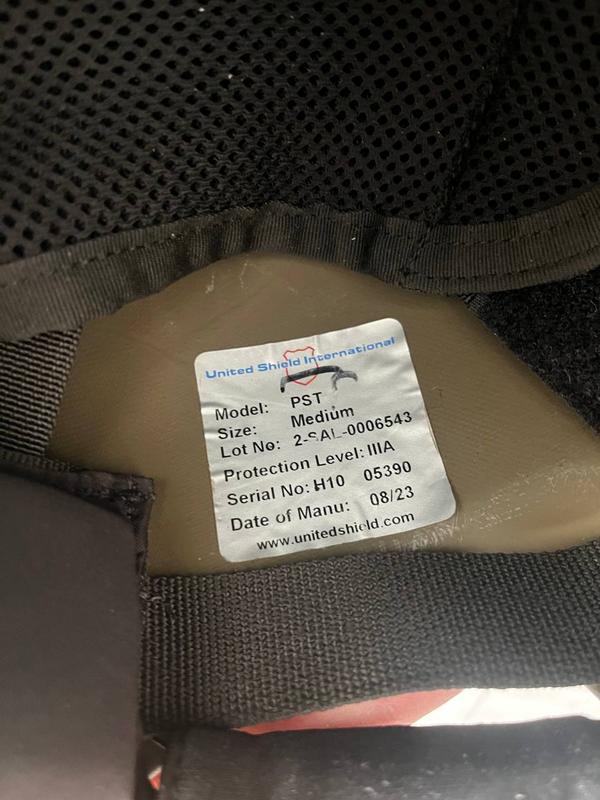 United Shield International
Model: PST
Size: Medium
Lot No: 2-SAL-0006543
Protection Level: IIIA
Serial No: H10 05390
Date of Manu: 08/23
www.unitedshield.com